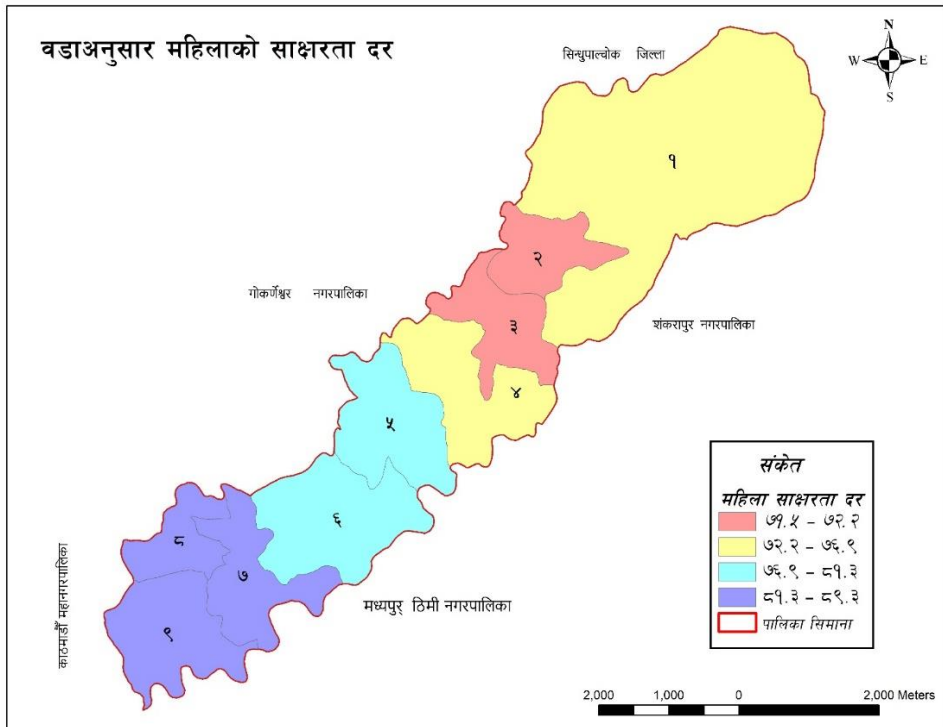 वडाअनुसार महिलाको साक्षरता दर
सिन्धुपाल्चोक जिल्ला
N
W E
S
१
२
गोकर्णेश्वर नगरपालिका
३
शंकरापुर नगरपालिका
४
५
६
८
७
९
काठमाडौँ महानगरपालिका
मध्यपुर् ठिमी नगरपालिका
संकेत
महिला साक्षरता दर
७१.५ - ७२.२
७२.२ - ७६.९
७६.९ - ८१.३
८१.३ - ८९.३
पालिका सिमाना
2,000 1,000 0 2,000 Meters